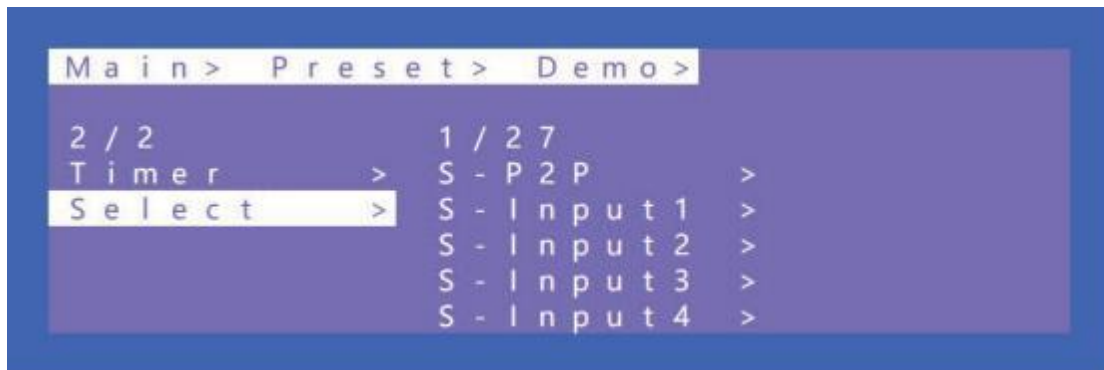 Main> Preset> Demo>
2/2 1/27
Timer > S-P2P >
Select > S-Input1 >
S-Input2 >
S-Input3 >
S-Input4 >